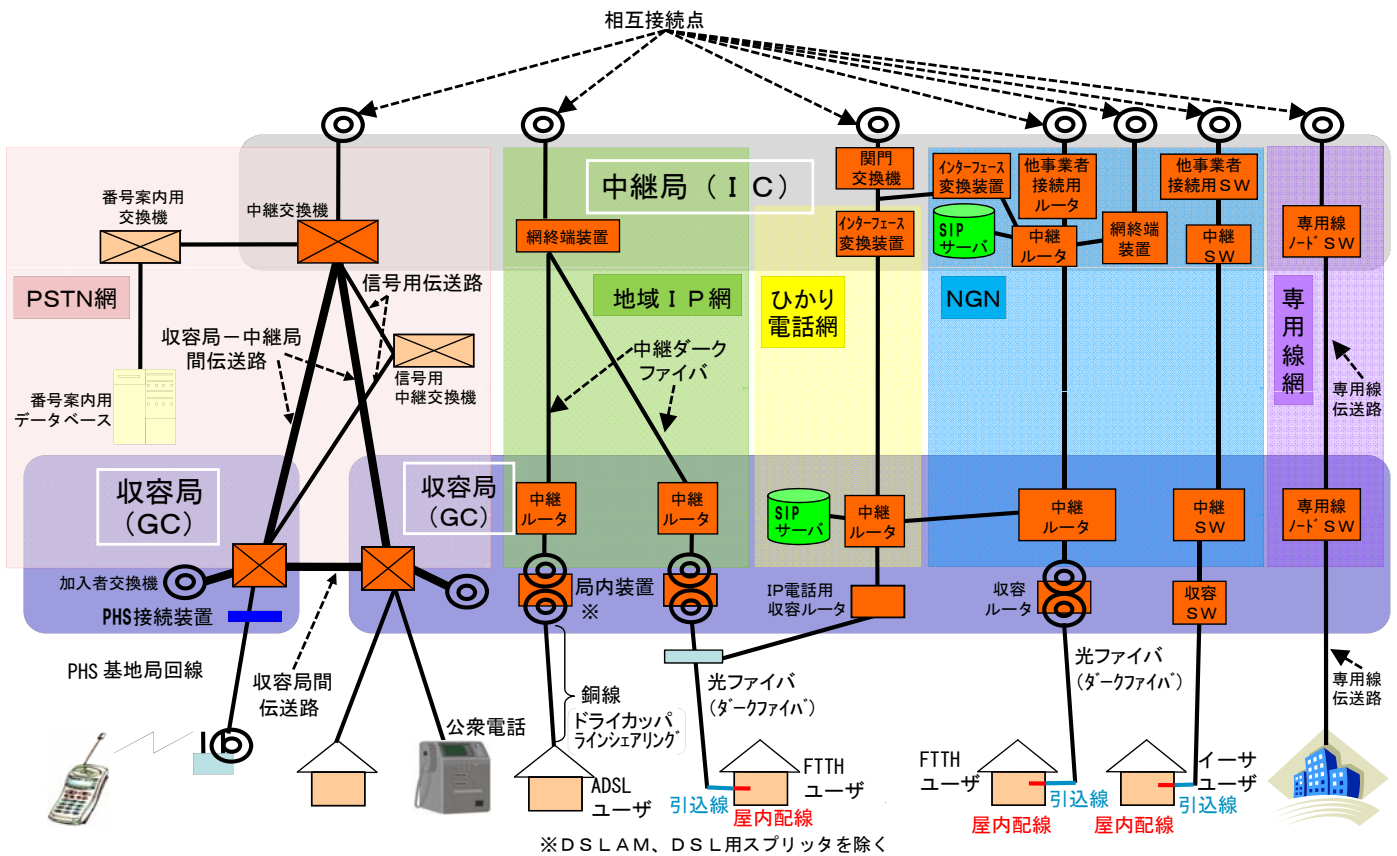 相互接続点
中継局（ＩＣ）
関門
交換機
インターフェース
変換装置
他事業者
接続用
ルータ
他事業者
接続用ＳＷ
番号案内用
交換機
中継交換機
網終端装置
インターフェース
変換装置
SIP
サーバ
中継
ルータ
網終端
装置
中継
ＳＷ
専用線
ﾉｰﾄﾞＳＷ
PSTN網
信号用伝送路
地域ＩＰ網
ひかり
電話網
NGN
専用線網
収容局－中継局
間伝送路
中継ダーク
ファイバ
信号用
中継交換機
専用線
伝送路
番号案内用
データベース
収容局
（GC）
収容局
（GC）
中継
ルータ
中継
ルータ
SIP
サーバ
中継
ルータ
中継
ルータ
中継
ＳＷ
専用線
ﾉｰﾄﾞＳＷ
加入者交換機
局内装置
※
IP電話用
収容ルータ
収容
ルータ
収容
ＳＷ
PHS接続装置
PHS 基地局回線
収容局間
伝送路
銅線
ドライカッパ
ラインシェアリング
光ファイバ
(ﾀﾞｰｸﾌｧｲﾊﾞ)
光ファイバ
(ﾀﾞｰｸﾌｧｲﾊﾞ)
専用線
伝送路
公衆電話
ADSL
ユーザ
FTTH
ユーザ
引込線
屋内配線
FTTH
ユーザ
引込線
屋内配線
イーサ
ユーザ
引込線
屋内配線
※ＤＳＬＡＭ、ＤＳＬ用スプリッタを除く